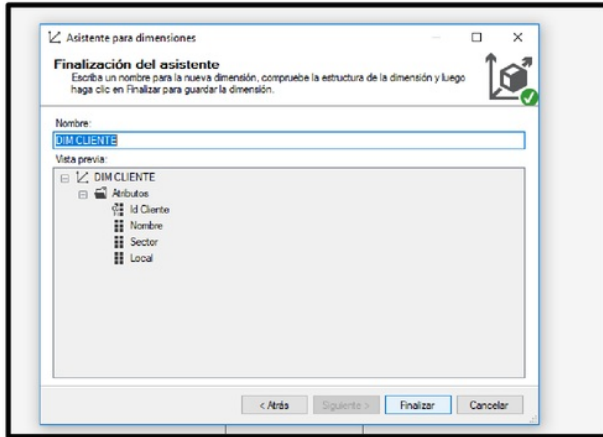 Asistente para dimensiones
Finalización del asistente
Escriba un nombre para la nueva dimensión, compruebe la estructura de la dimensión y luego
haga clic en Finalizar para guardar la dimensión.
Nombre:
DIM CLIENTE
Vista previa:
DIM CLIENTE
Atributos
Id Cliente
Nombre
Sector
Local
< Atrás Siguiente > Finalizar Cancelar